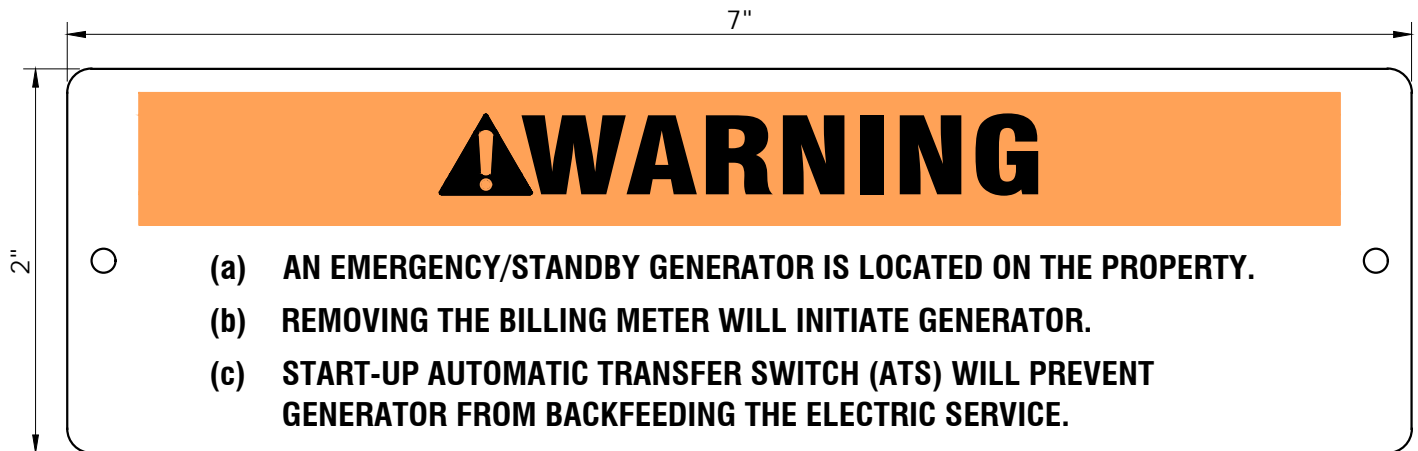 7"
2"
WARNING
(a) AN EMERGENCY/STANDBY GENERATOR IS LOCATED ON THE PROPERTY.
(b) REMOVING THE BILLING METER WILL INITIATE GENERATOR.
(c) START-UP AUTOMATIC TRANSFER SWITCH (ATS) WILL PREVENT
GENERATOR FROM BACKFEEDING THE ELECTRIC SERVICE.